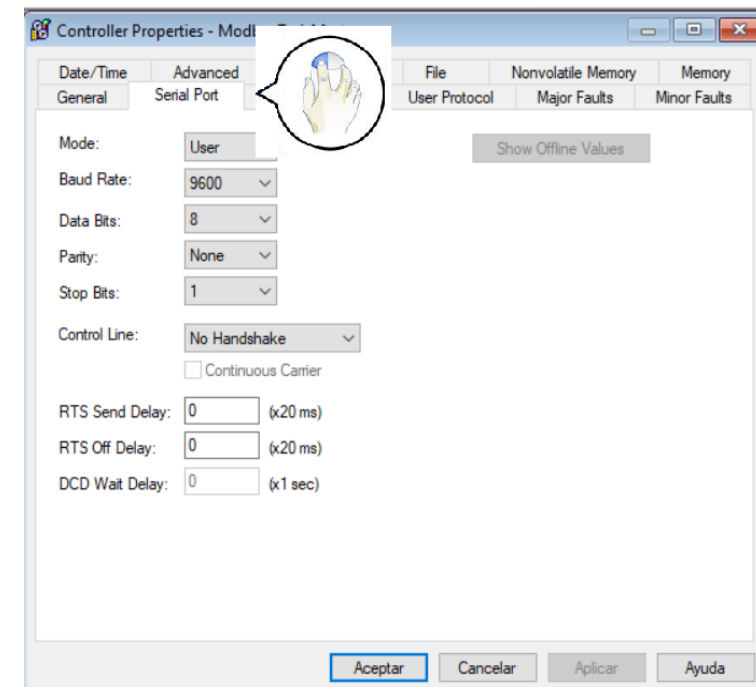 Controller Properties - Mod
Date/Time Advanced File Nonvolatile Memory Memory
General Serial Port User Protocol Major Faults Minor Faults
Mode: User Show Offline Values
Baud Rate: 9600
Data Bits: 8
Parity: None
Stop Bits: 1
Control Line: No Handshake
Continuous Carrier
RTS Send Delay: 0 (x20 ms)
RTS Off Delay: 0 (x20 ms)
DCD Wait Delay: 0 (x1 sec)
Aceptar Cancelar Aplicar Ayuda